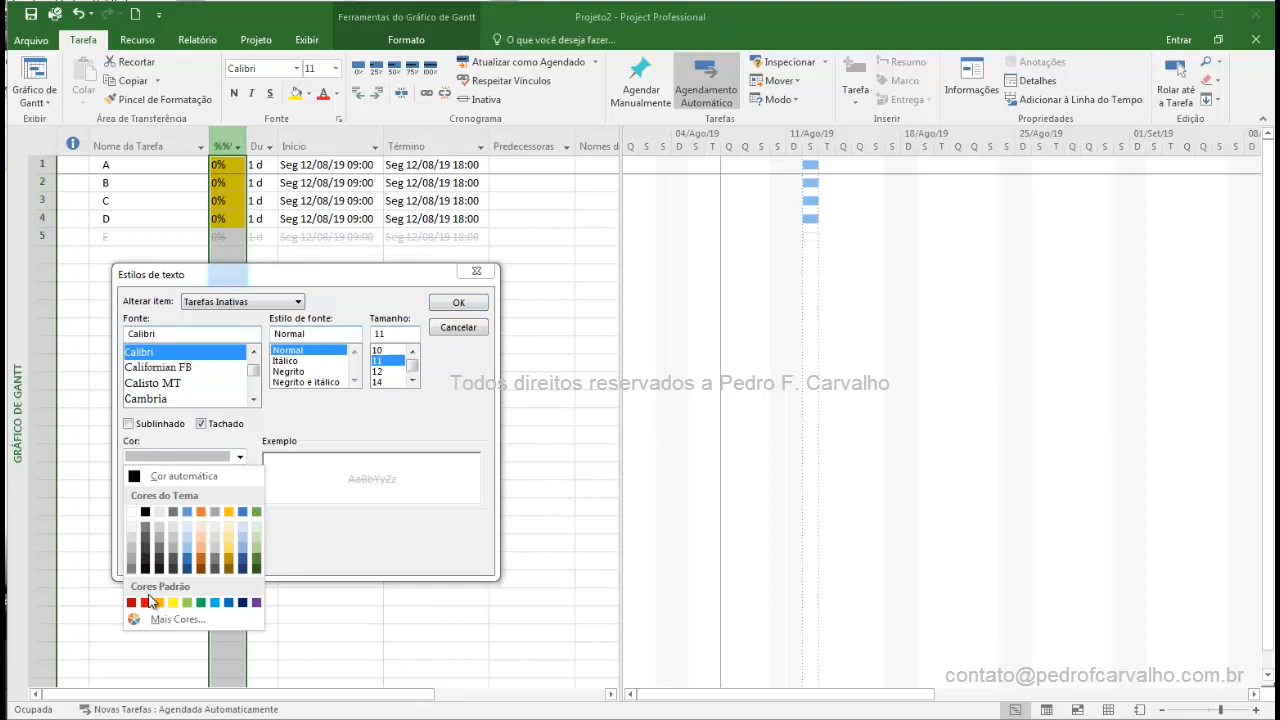 Ferramentas do Gráfico de Gantt
Projeto2 - Project Professional
Arquivo Tarefa Recurso Relatório Projeto Exibir Formato O que você deseja fazer... Entrar
Gráfico de Gantt
Exibir
Colar
Recortar
Copiar
Pincel de Formatação
Área de Transferência
Calibri 11
N I S A
Fonte
0% 25% 50% 75% 100%
Atualizar como Agendado
Respeitar Vínculos
Inativa
Cronograma
Agendar Manualmente
Agendamento Automático
Inspecionar
Mover
Modo
Tarefas
Tarefa
Resumo
Marco
Entrega
Inserir
Informações
Anotações
Detalhes
Adicionar à Linha do Tempo
Propriedades
Rolar até a Tarefa
Edição
Nome da Tarefa Du Início Término Predecessoras Nomes d
04/Ago/19 11/Ago/19 18/Ago/19 25/Ago/19 01/Set/19 08/
Q S S D S T Q Q S S D S T Q Q S S D S T Q Q S S D S T Q Q S S D S T Q Q S S D
1 A 0% 1 d Seg 12/08/19 09:00 Seg 12/08/19 18:00
2 B 0% 1 d Seg 12/08/19 09:00 Seg 12/08/19 18:00
3 C 0% 1 d Seg 12/08/19 09:00 Seg 12/08/19 18:00
4 D 0% 1 d Seg 12/08/19 09:00 Seg 12/08/19 18:00
5 E 0% 1 d Seg 12/08/19 09:00 Seg 12/08/19 18:00
GRÁFICO DE GANTT
Estilos de texto
Alterar item: Tarefas Inativas OK
Fonte: Estilo de fonte: Tamanho:
Calibri Normal 11 Cancelar
Calibri
Californian FB
Calisto MT
Cambria
Normal
Itálico
Negrito
Negrito e itálico
10
11
12
14
Sublinhado Tachado
Cor: Exemplo
AaBbYyZz
Cor automática
Cores do Tema
Cores Padrão
Mais Cores...
Todos direitos reservados a Pedro F. Carvalho
contato@pedrofcarvalho.com.br
Ocupada Novas Tarefas : Agendada Automaticamente